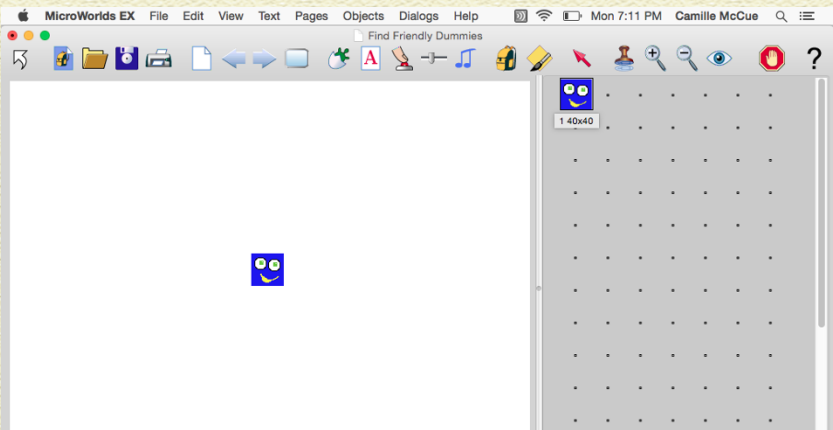 MicroWorlds EX File Edit View Text Pages Objects Dialogs Help Mon 7:11 PM Camille McCue
Find Friendly Dummies
A ?
1 40x40